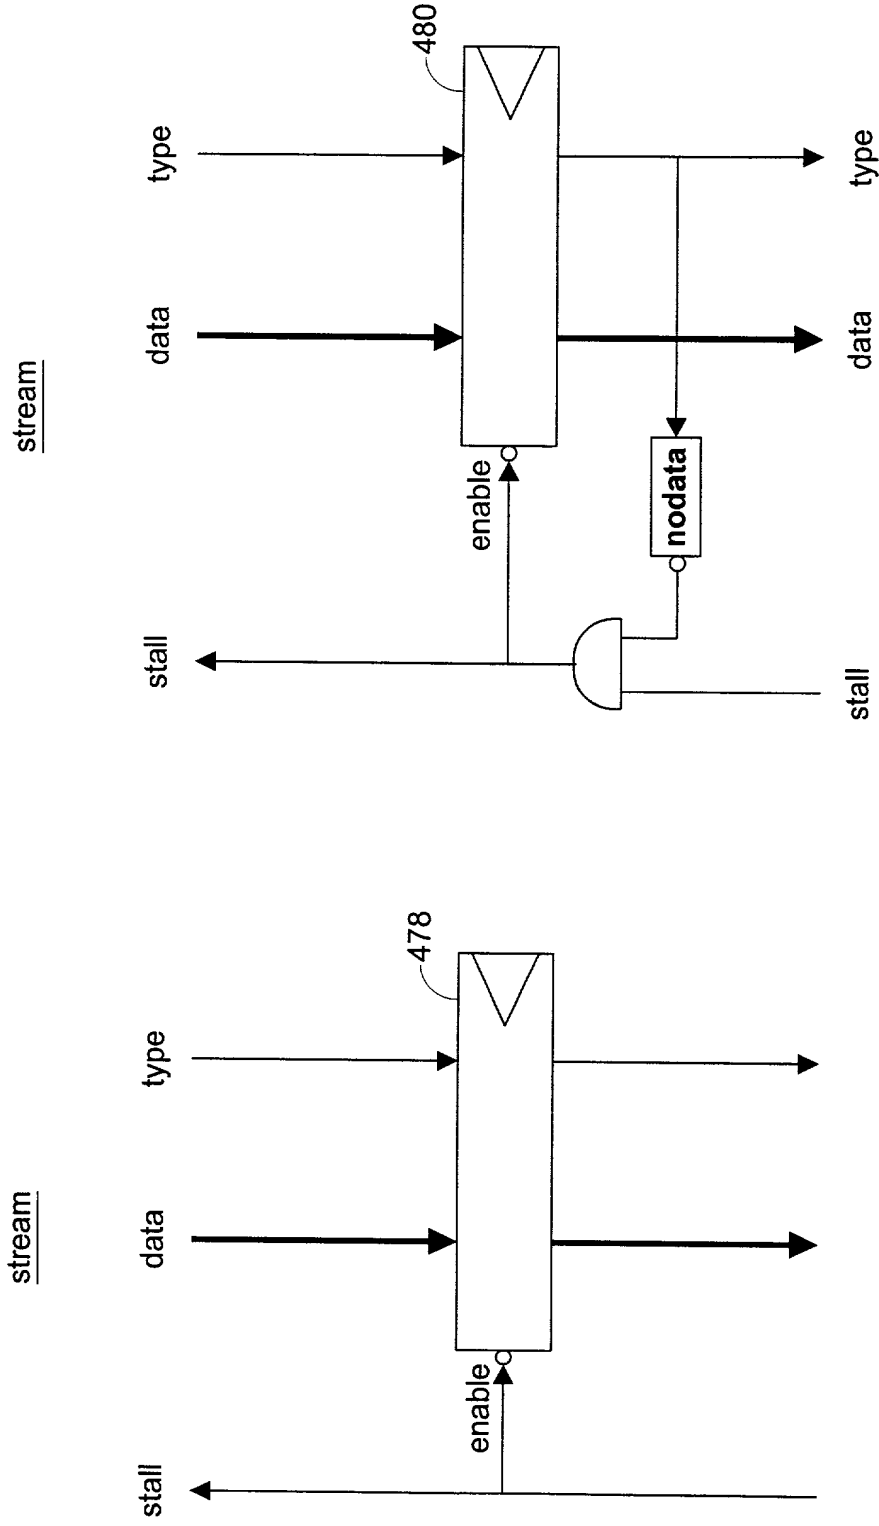 stream
stall
data
type
enable
478
stream
stall
data
type
enable
480
nodata
stall
data
type